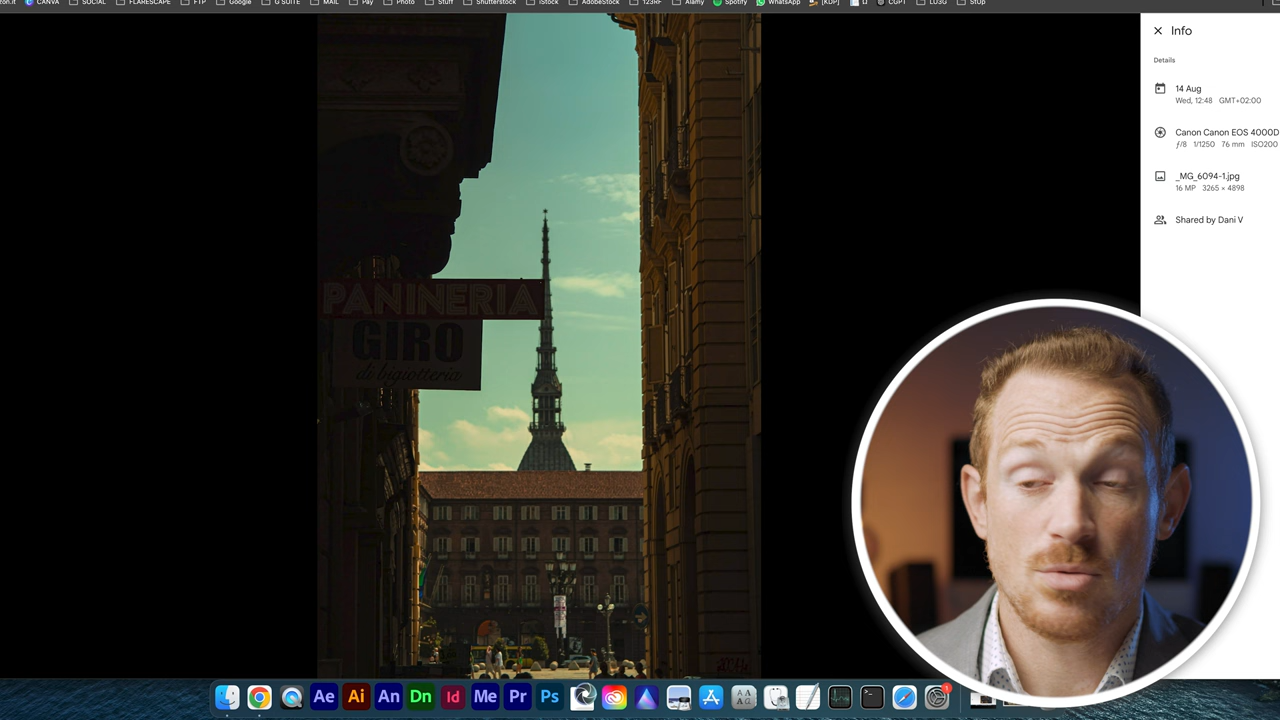 CANVA SOCIAL FLARESCAPE FTP Google G SUITE MAIL Pay Photo Stuff Shutterstock iStock AdobeStock 123RF Alamy Spotify WhatsApp [KDP] CGPT LU3G StUp
Info
Details
14 Aug
Wed, 12:48 GMT+02:00
Canon Canon EOS 4000D
ƒ/8 1/1250 76 mm ISO200
_MG_6094-1.jpg
16 MP 3265 × 4898
Shared by Dani V
PANINERIA
GIRO
di bigiotteria
Ae Ai An Dn Id Me Pr Ps
1